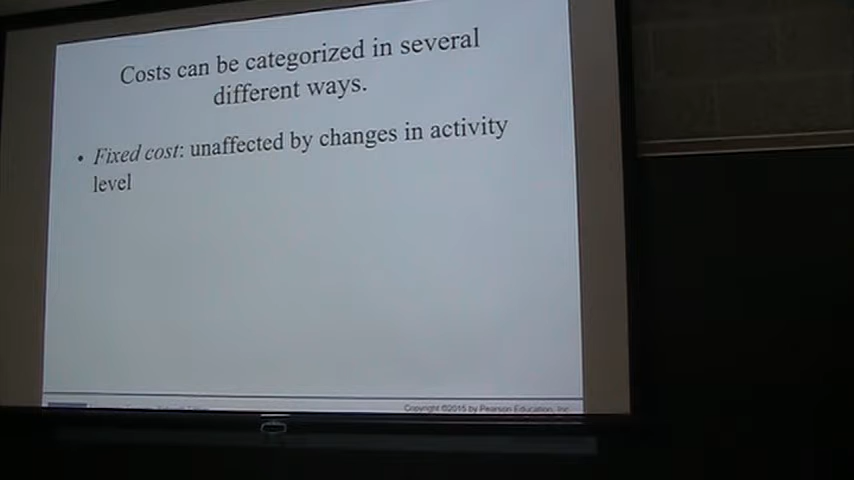 Costs can be categorized in several
different ways.
• Fixed cost: unaffected by changes in activity
level
Copyright ©2015 by Pearson Education, Inc.